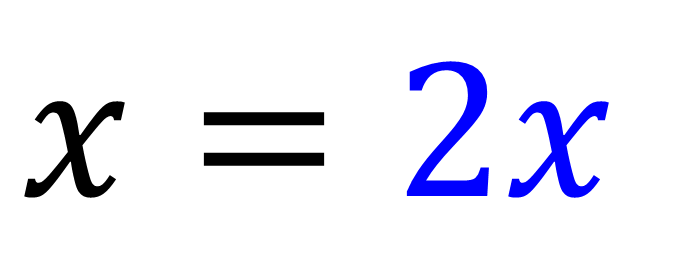 x = 2x